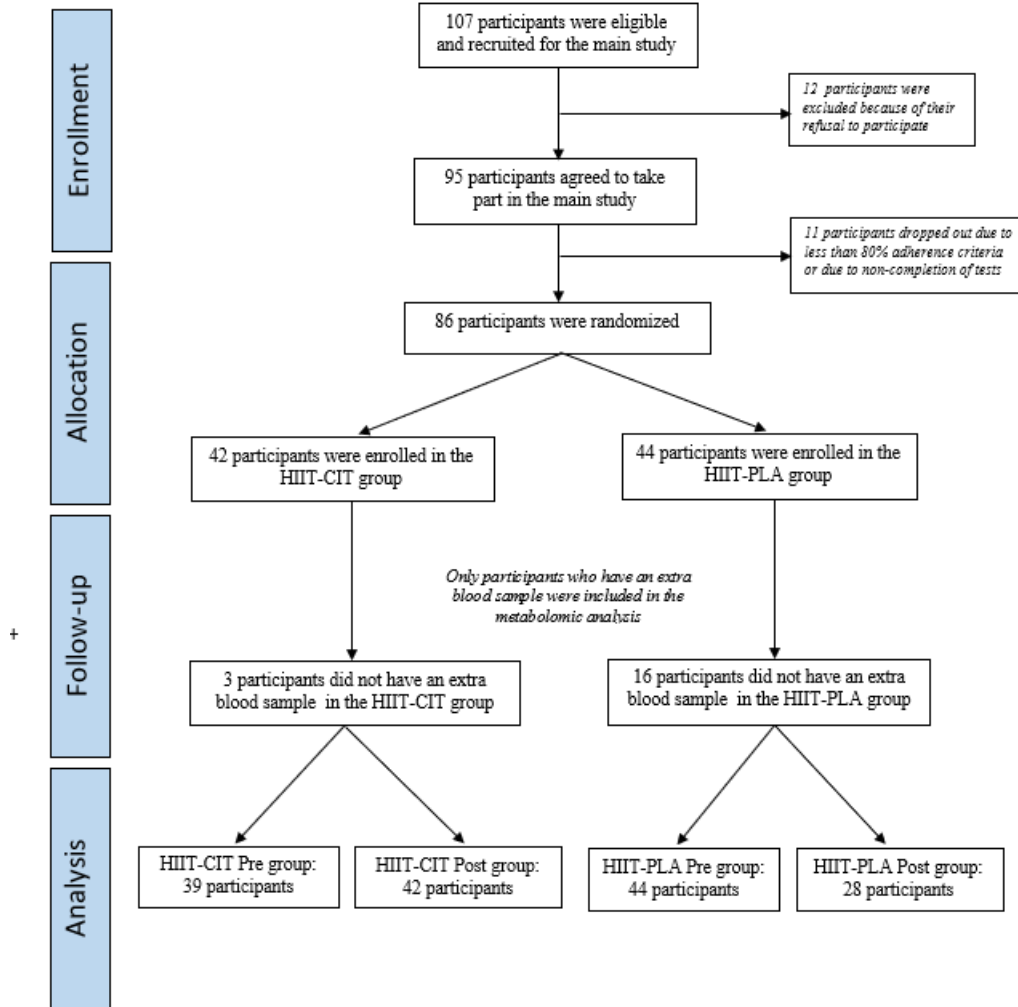 Enrollment
107 participants were eligible
and recruited for the main study
12 participants were
excluded because of their
refusal to participate
95 participants agreed to take
part in the main study
11 participants dropped out due to
less than 80% adherence criteria
or due to non-completion of tests
Allocation
86 participants were randomized
42 participants were enrolled in the
HIIT-CIT group
44 participants were enrolled in the
HIIT-PLA group
Follow-up
Only participants who have an extra
blood sample were included in the
metabolomic analysis
+
3 participants did not have an extra
blood sample in the HIIT-CIT group
16 participants did not have an extra
blood sample in the HIIT-PLA group
Analysis
HIIT-CIT Pre group:
39 participants
HIIT-CIT Post group:
42 participants
HIIT-PLA Pre group:
44 participants
HIIT-PLA Post group:
28 participants